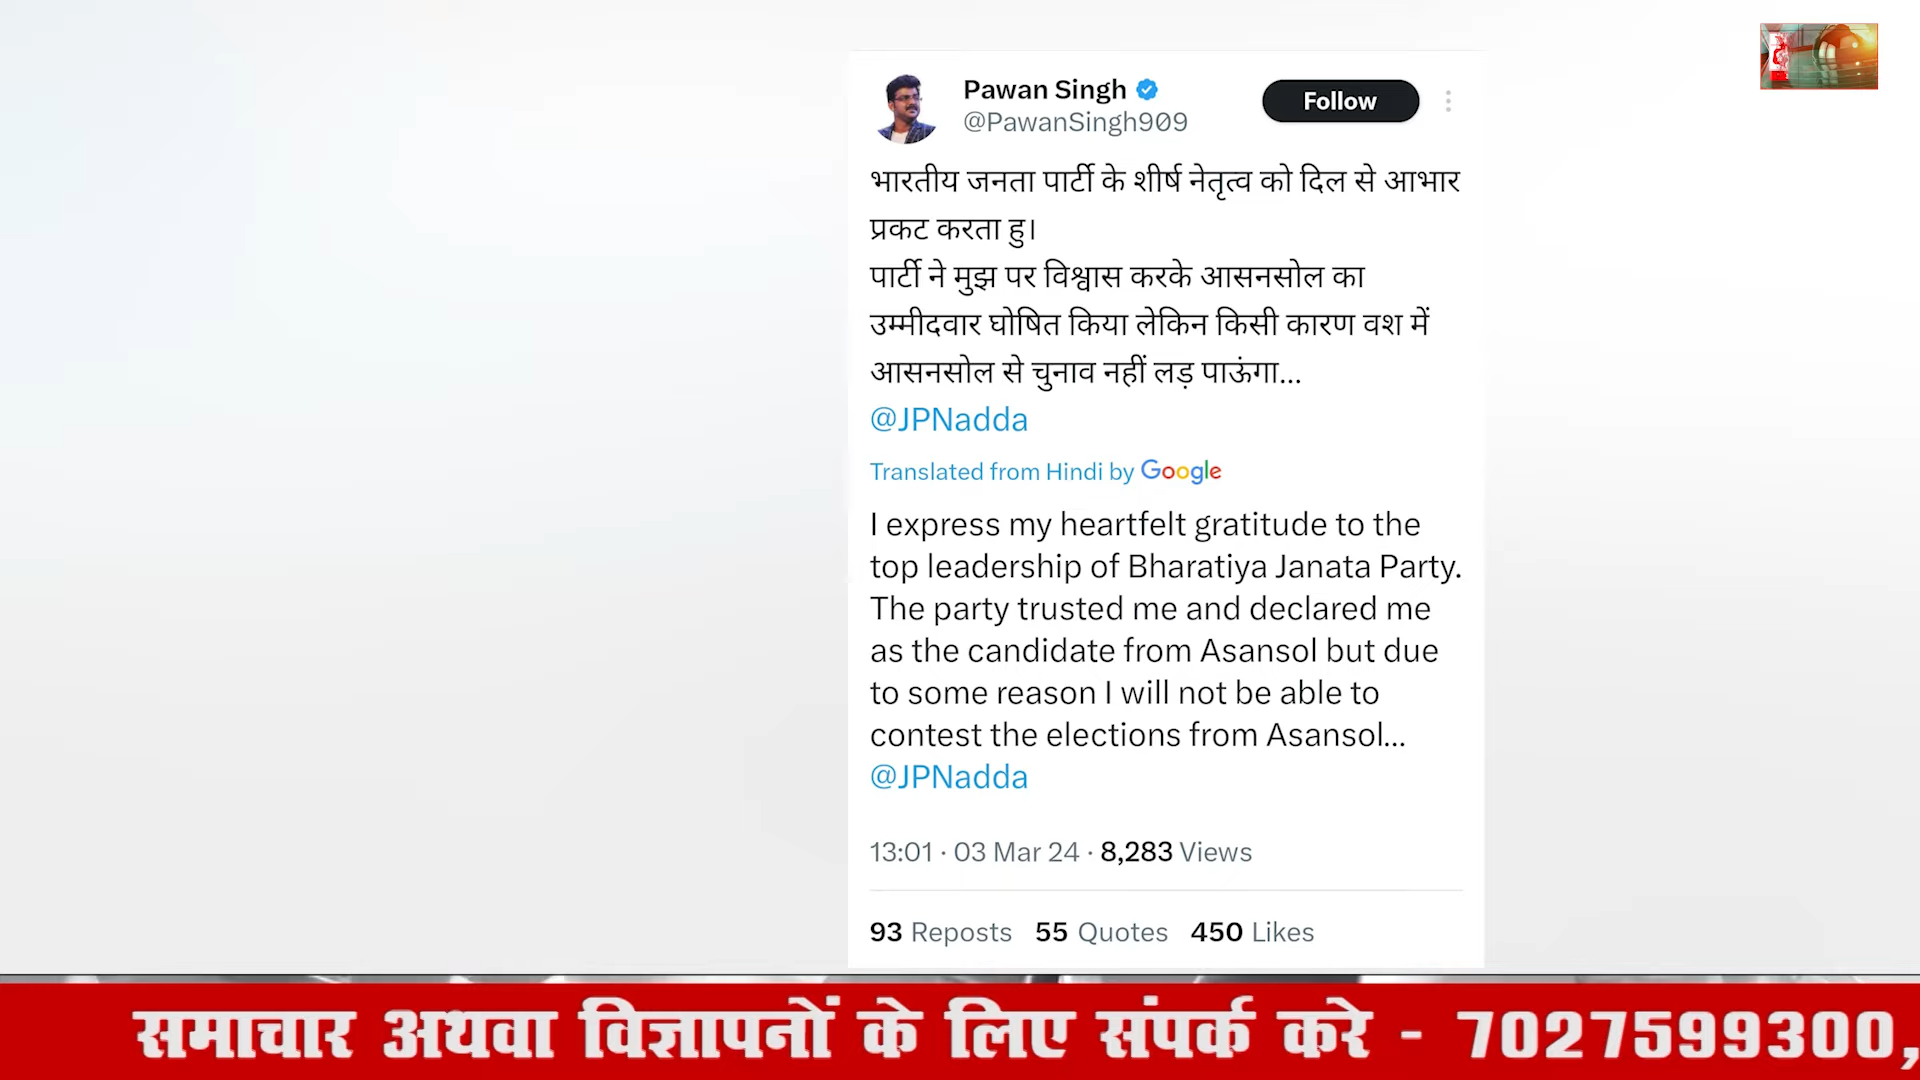 Pawan Singh
@PawanSingh909
Follow
भारतीय जनता पार्टी के शीर्ष नेतृत्व को दिल से आभार
प्रकट करता हु।
पार्टी ने मुझ पर विश्वास करके आसनसोल का
उम्मीदवार घोषित किया लेकिन किसी कारण वश में
आसनसोल से चुनाव नहीं लड़ पाऊंगा...
@JPNadda
Translated from Hindi by Google
I express my heartfelt gratitude to the
top leadership of Bharatiya Janata Party.
The party trusted me and declared me
as the candidate from Asansol but due
to some reason I will not be able to
contest the elections from Asansol...
@JPNadda
13:01 · 03 Mar 24 · 8,283 Views
93 Reposts 55 Quotes 450 Likes
समाचार अथवा विज्ञापनों के लिए संपर्क करे - 7027599300,